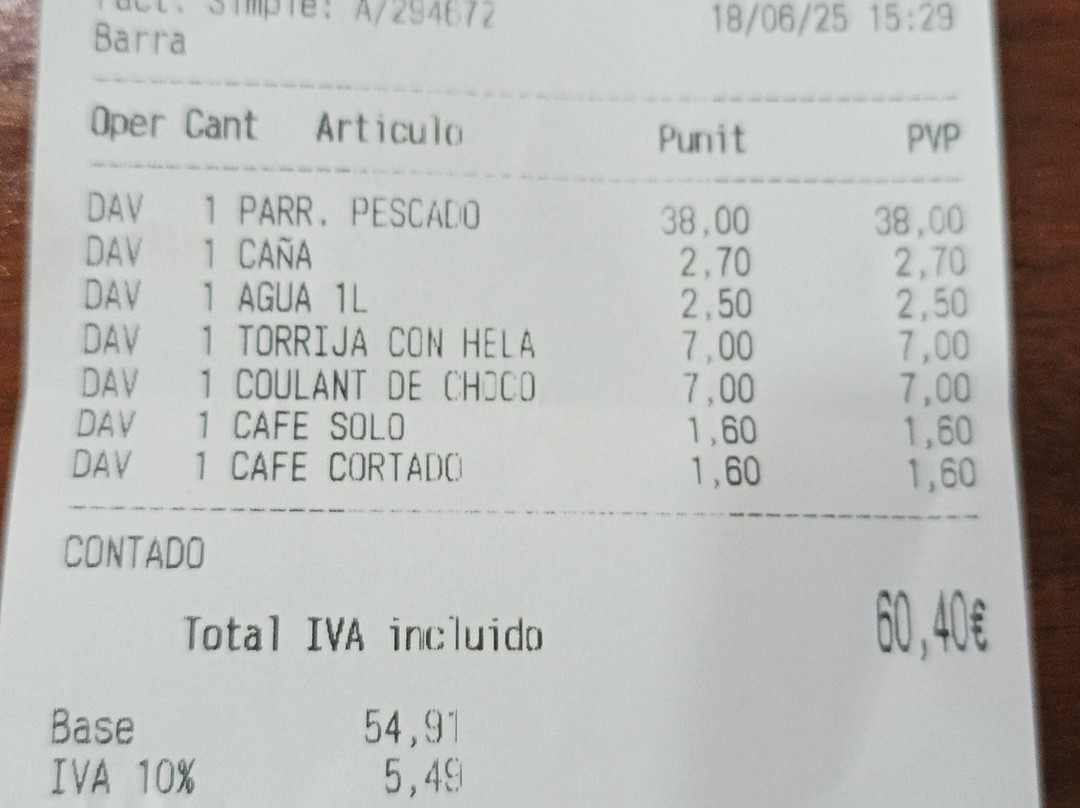 Fact. Simple: A/294672 18/06/25 15:29
Barra
Oper Cant Articulo Punit PVP
DAV 1 PARR. PESCADO 38,00 38,00
DAV 1 CAÑA 2,70 2,70
DAV 1 AGUA 1L 2,50 2,50
DAV 1 TORRIJA CON HELA 7,00 7,00
DAV 1 COULANT DE CHOCO 7,00 7,00
DAV 1 CAFE SOLO 1,60 1,60
DAV 1 CAFE CORTADO 1,60 1,60
CONTADO
Total IVA incluido 60,40€
Base 54,91
IVA 10% 5,49